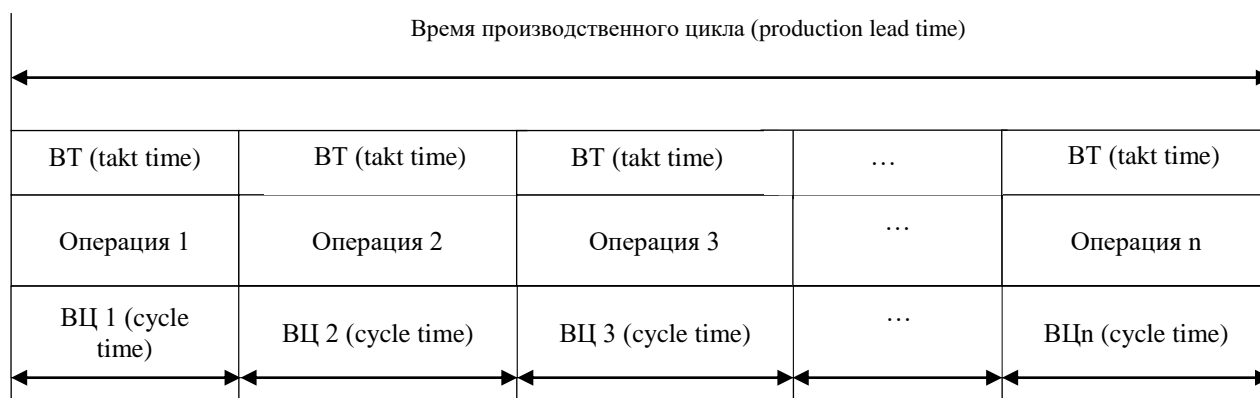 Время производственного цикла (production lead time)
ВТ (takt time)
ВТ (takt time)
ВТ (takt time)
…
ВТ (takt time)
Операция 1
Операция 2
Операция 3
…
Операция n
ВЦ 1 (cycle
time)
ВЦ 2 (cycle time)
ВЦ 3 (cycle time)
…
ВЦn (cycle time)